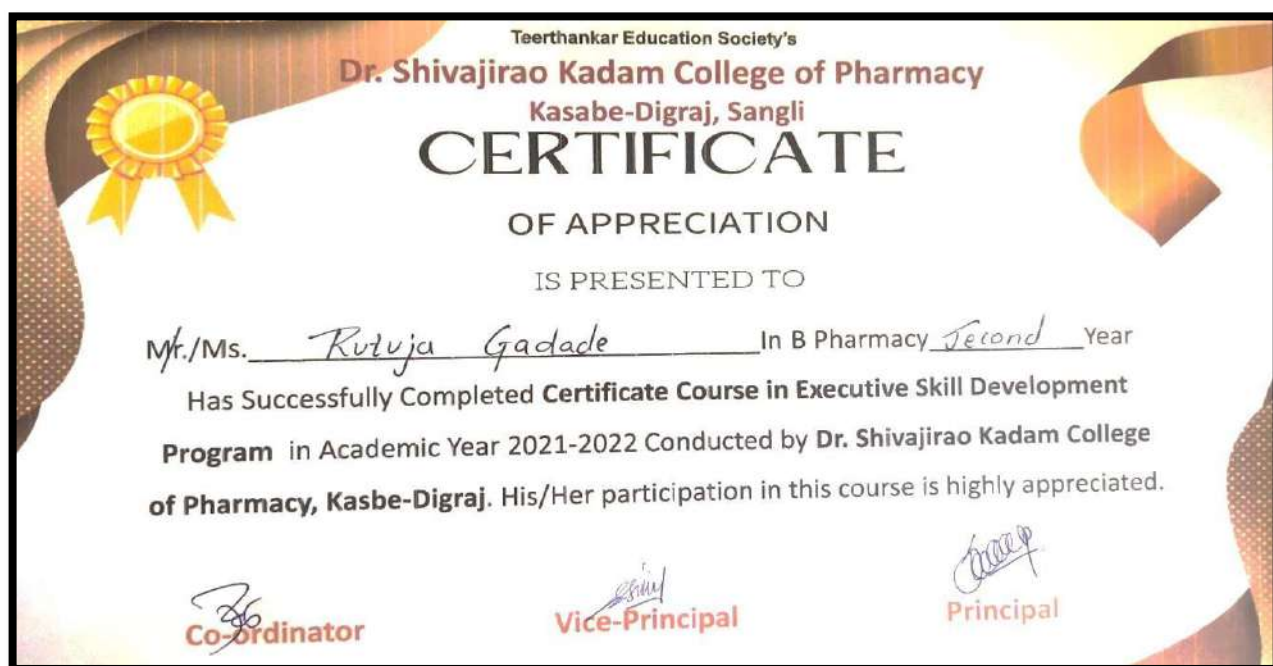 Teerthankar Education Society's
Dr. Shivajirao Kadam College of Pharmacy
Kasabe-Digraj, Sangli
CERTIFICATE
OF APPRECIATION
IS PRESENTED TO
Mr./Ms. Rutuja Gadade In B Pharmacy Second Year
Has Successfully Completed Certificate Course in Executive Skill Development
Program in Academic Year 2021-2022 Conducted by Dr. Shivajirao Kadam College
of Pharmacy, Kasbe-Digraj. His/Her participation in this course is highly appreciated.
Co-ordinator Vice-Principal Principal